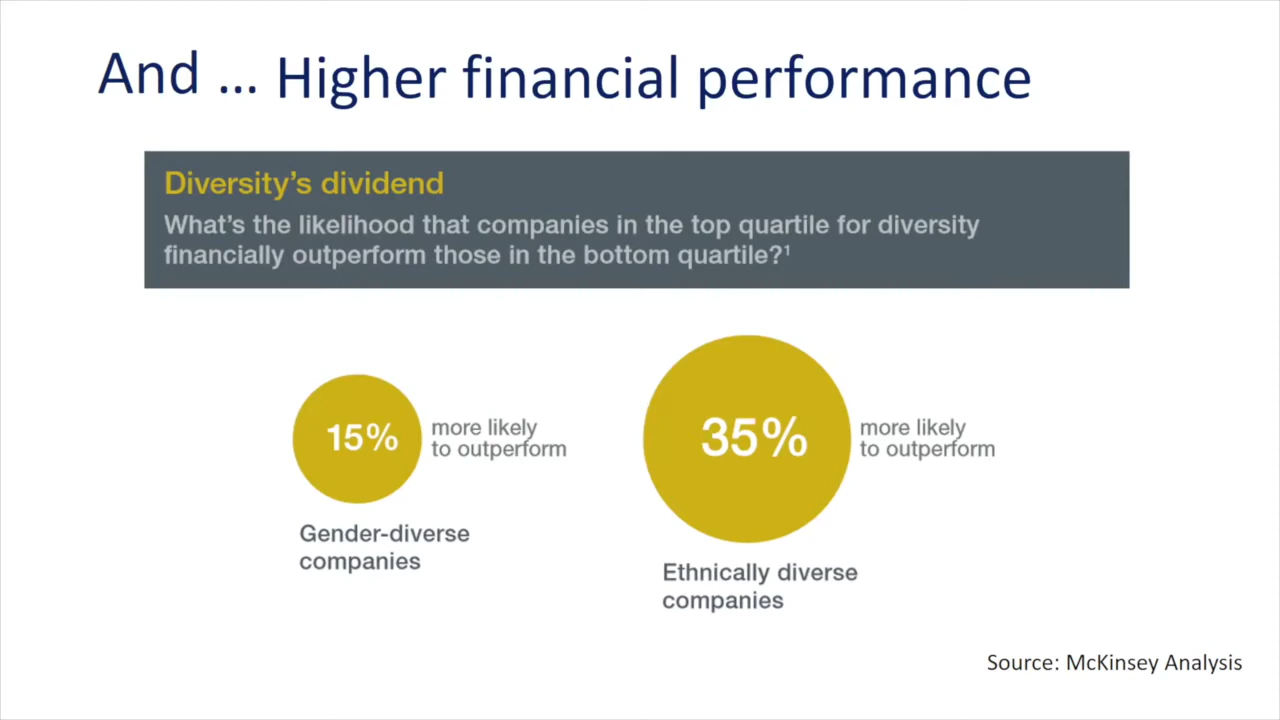 And ... Higher financial performance
Diversity's dividend
What's the likelihood that companies in the top quartile for diversity
financially outperform those in the bottom quartile?¹
15%
more likely
to outperform
Gender-diverse
companies
35%
more likely
to outperform
Ethnically diverse
companies
Source: McKinsey Analysis